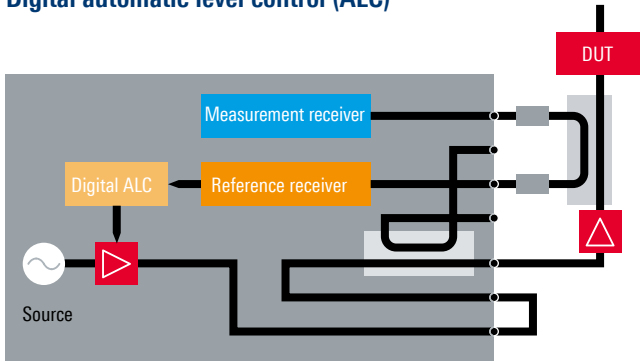 Digital automatic level control (ALC)
DUT
Measurement receiver
Digital ALC
Reference receiver
Source